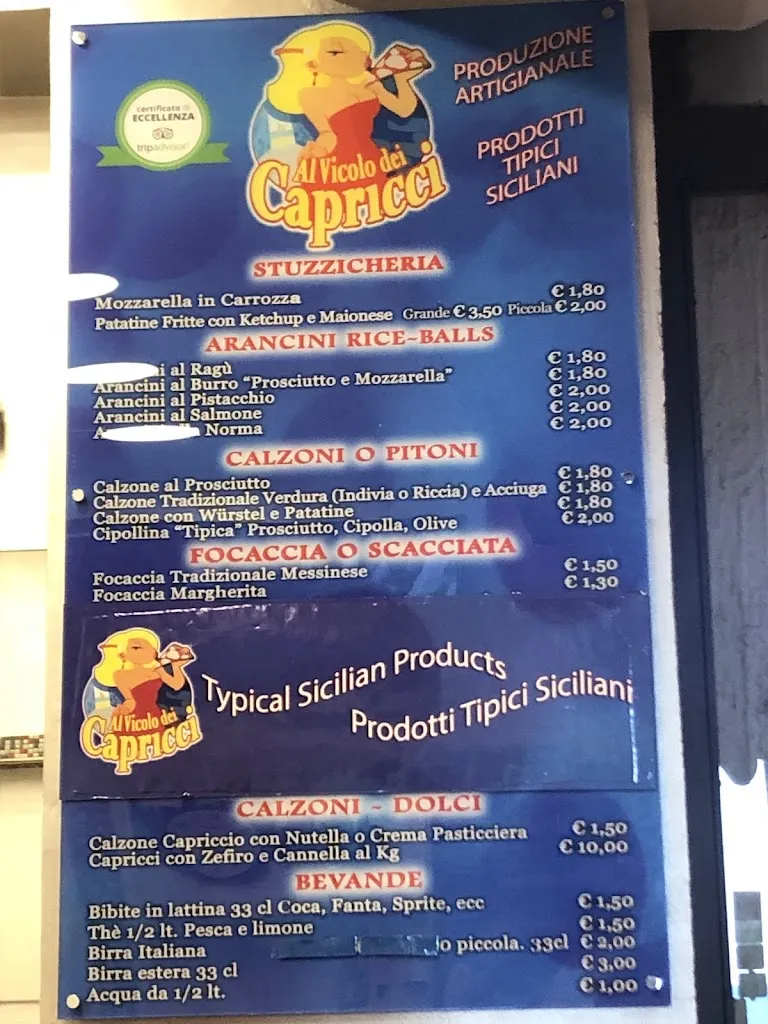 PRODUZIONE
ARTIGIANALE
certificato di
ECCELLENZA
tripadvisor
PRODOTTI
TIPICI
SICILIANI
Al Vicolo dei
Capricci
STUZZICHERIA
Mozzarella in Carrozza € 1,80
Patatine Fritte con Ketchup e Maionese Grande € 3,50 Piccola € 2,00
ARANCINI RICE-BALLS
al Ragù € 1,80
Arancini al Burro “Prosciutto e Mozzarella” € 1,80
Arancini al Pistacchio € 2,00
Arancini al Salmone € 2,00
Norma € 2,00
CALZONI O PITONI
Calzone al Prosciutto € 1,80
Calzone Tradizionale Verdura (Indivia o Riccia) e Acciuga € 1,80
Calzone con Würstel e Patatine € 1,80
Cipollina “Tipica” Prosciutto, Cipolla, Olive € 2,00
FOCACCIA O SCACCIATA
Focaccia Tradizionale Messinese € 1,50
Focaccia Margherita € 1,30
Al Vicolo dei
Capricci
Typical Sicilian Products
Prodotti Tipici Siciliani
CALZONI - DOLCI
Calzone Capriccio con Nutella o Crema Pasticciera € 1,50
Capricci con Zefiro e Cannella al Kg € 10,00
BEVANDE
Bibite in lattina 33 cl Coca, Fanta, Sprite, ecc € 1,50
Thè 1/2 lt. Pesca e limone € 1,50
Birra Italiana o piccola. 33cl € 2,00
Birra estera 33 cl € 3,00
Acqua da 1/2 lt. € 1,00